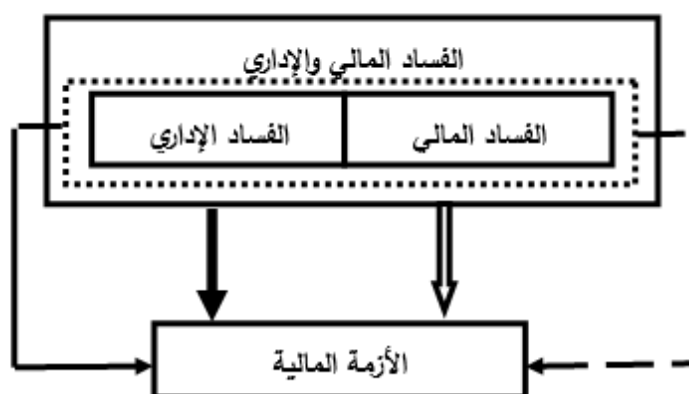 الفساد المالي والإداري
الفساد المالي
الفساد الإداري
الأزمة المالية